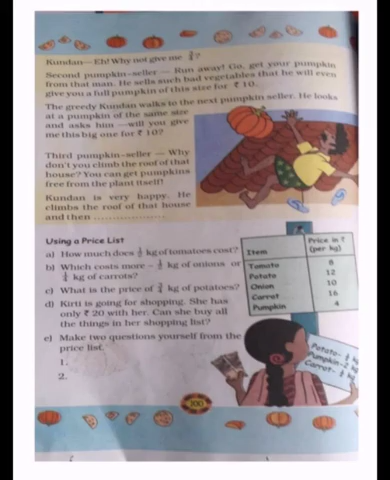 Kundan— Eh! Why not give me 3/4?
Second pumpkin-seller — Run away! Go, get your pumpkin
from that man. He sells such bad vegetables that he will even
give you a full pumpkin of this size for ₹ 10.
The greedy Kundan walks to the next pumpkin seller. He looks
at a pumpkin of the same size
and asks him —will you give
me this big one for ₹ 10?
Third pumpkin-seller — Why
don't you climb the roof of that
house? You can get pumpkins
free from the plant itself!
Kundan is very happy. He
climbs the roof of that house
and then ..................
Using a Price List
a) How much does 1/2 kg of tomatoes cost?
b) Which costs more – 1/2 kg of onions or
1/4 kg of carrots?
c) What is the price of 3/4 kg of potatoes?
d) Kirti is going for shopping. She has
only ₹ 20 with her. Can she buy all
the things in her shopping list?
e) Make two questions yourself from the
price list.
1.
2.
Item Price in ₹ (per kg)
Tomato 8
Potato 12
Onion 10
Carrot 16
Pumpkin 4
Potato-
Pumpkin-2
Carrot-
100